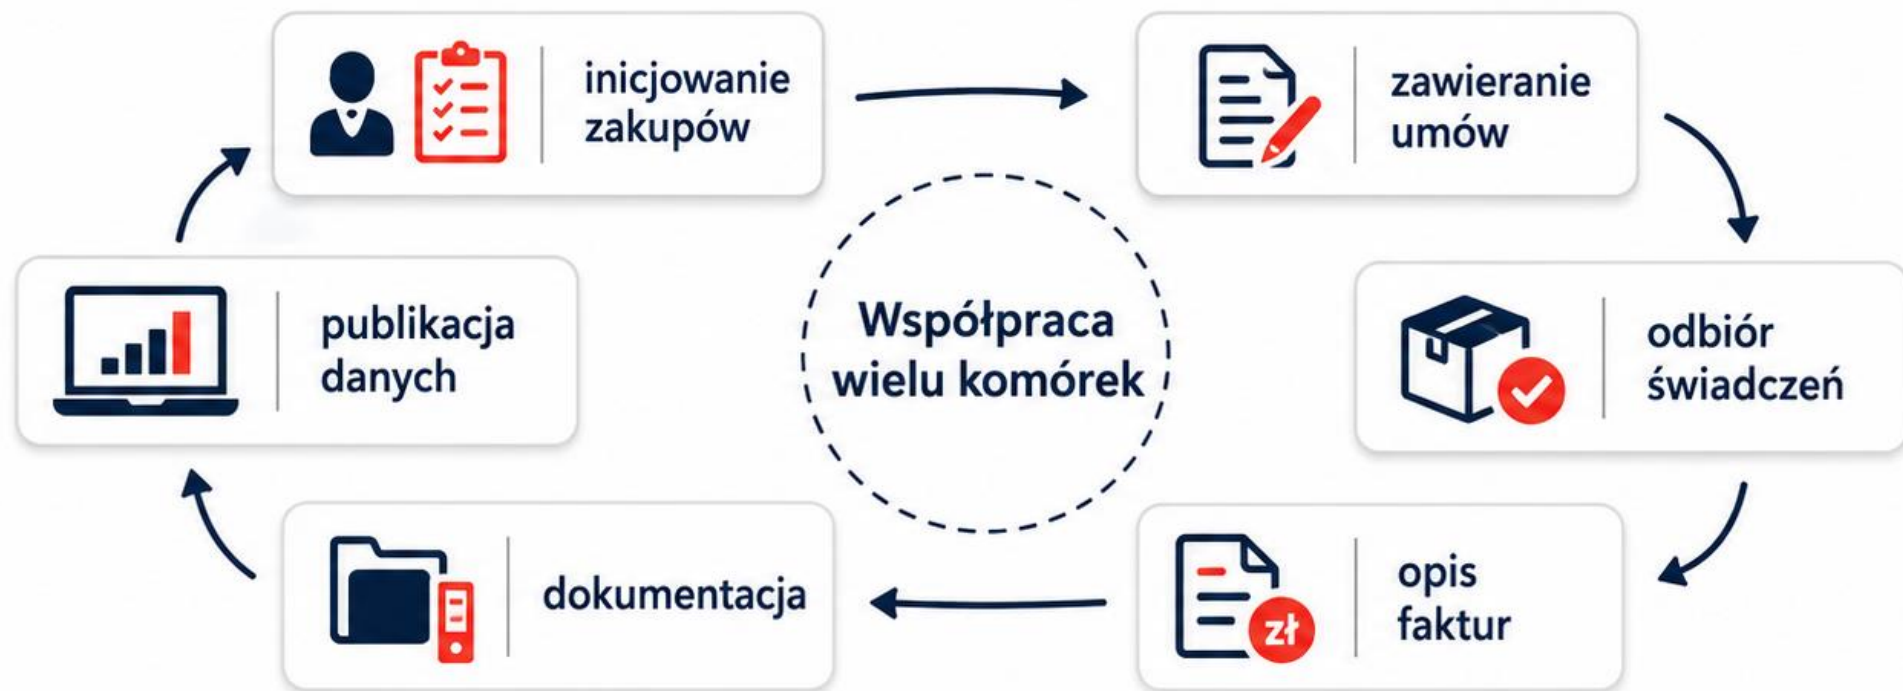 inicjowanie
zakupów
zawieranie
umów
publikacja
danych
Współpraca
wielu komórek
odbiór
świadczeń
dokumentacja
opis
faktur
zł